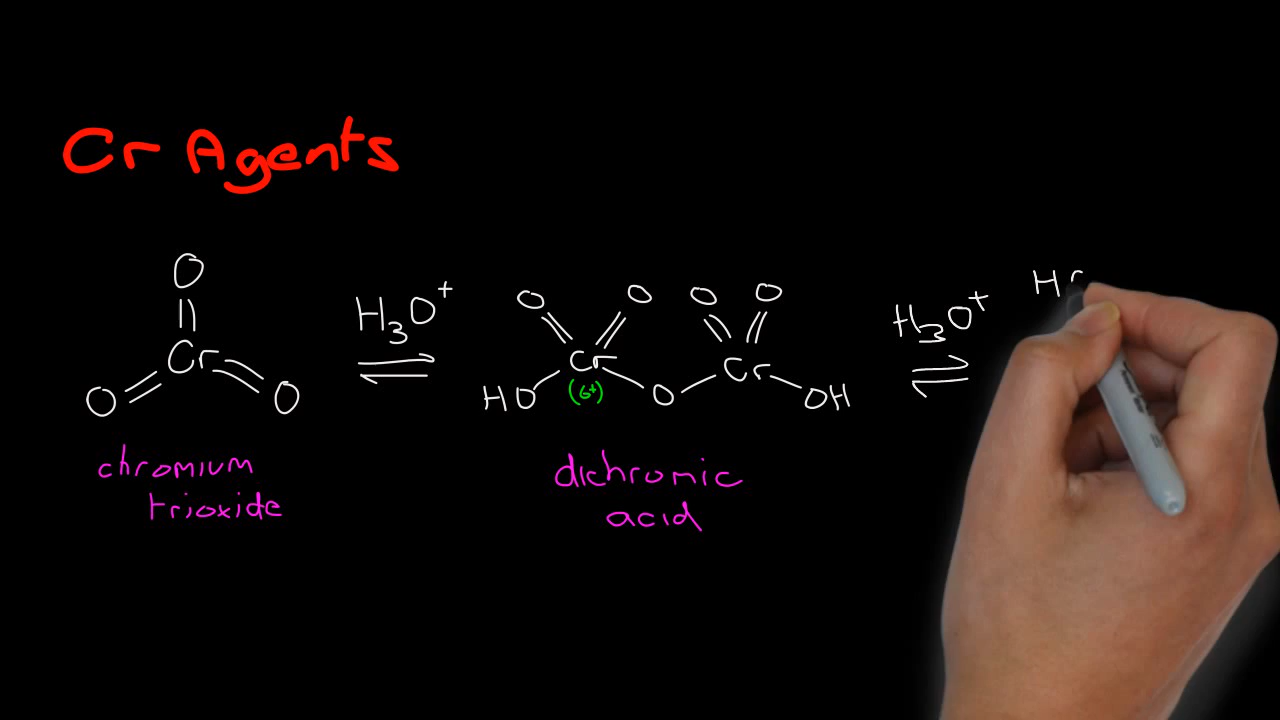 Cr Agents
O
Cr
O O
H₃O⁺
O O O O
Cr Cr
HO (6+) O OH
H₃O⁺
H
chromium
trioxide
dichromic
acid